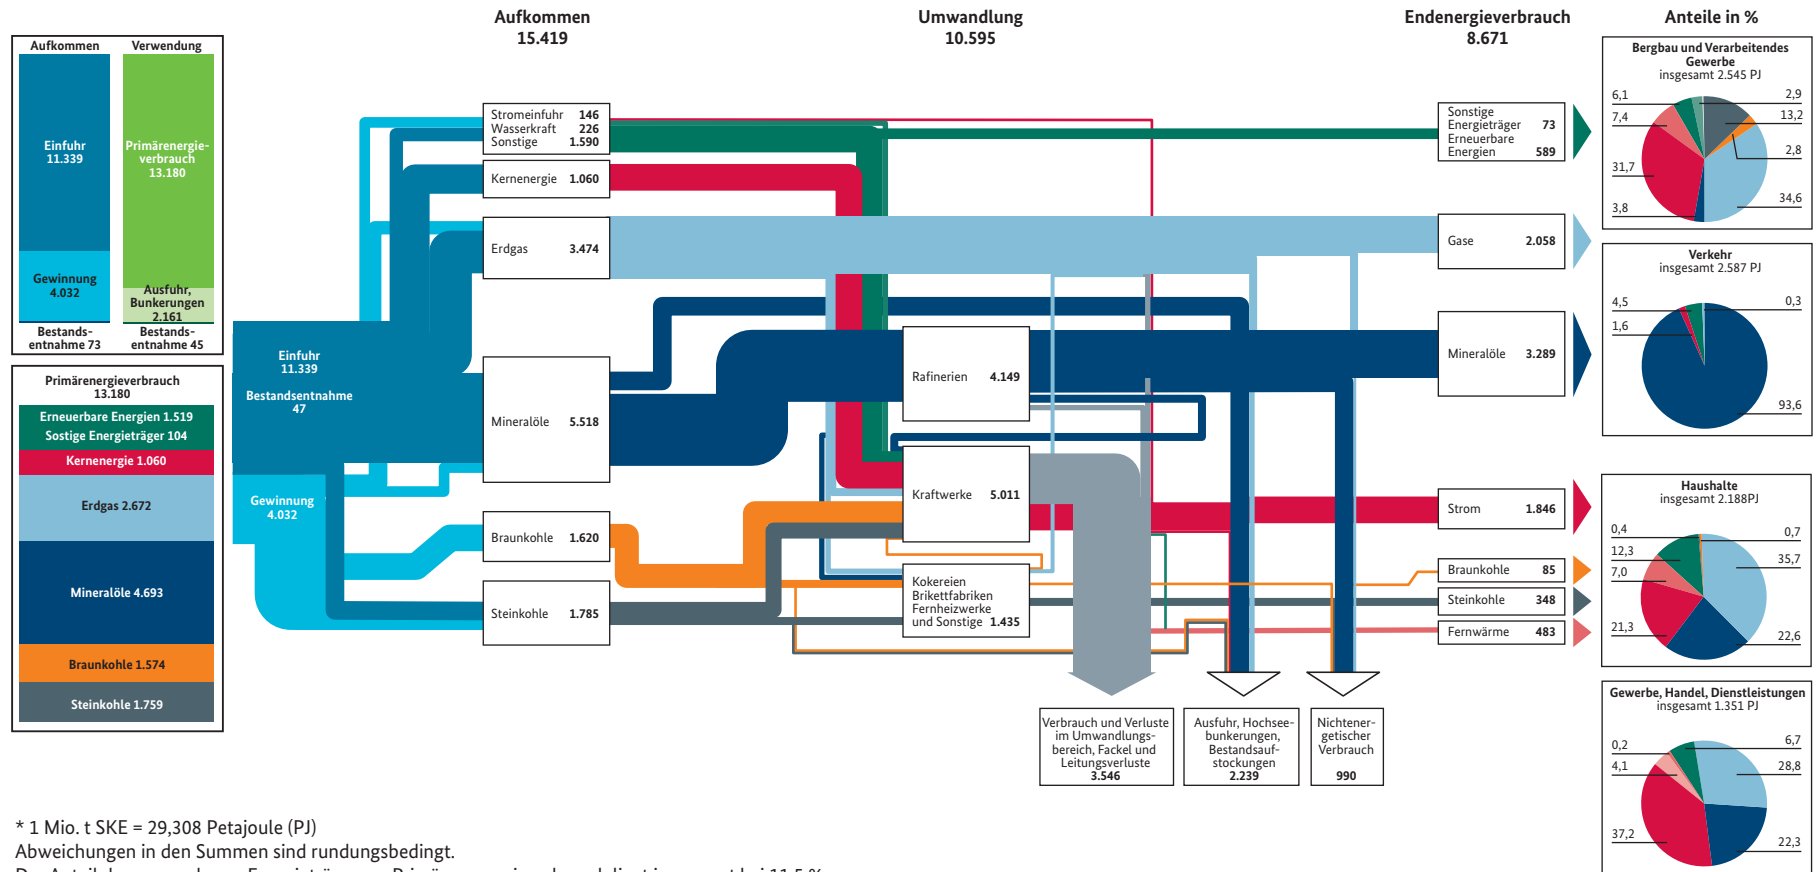 Aufkommen
15.419
Umwandlung
10.595
Endenergieverbrauch
8.671
Anteile in %
Aufkommen
Verwendung
Einfuhr
11.339
Gewinnung
4.032
Bestands-
entnahme 73
Primärenergie-
verbrauch
13.180
Ausfuhr,
Bunkerungen
2.161
Bestands-
entnahme 45
Primärenergieverbrauch
13.180
Erneuerbare Energien 1.519
Sostige Energieträger 104
Kernenergie 1.060
Erdgas 2.672
Mineralöle 4.693
Braunkohle 1.574
Steinkohle 1.759
Einfuhr
11.339
Bestandsentnahme
47
Gewinnung
4.032
Stromeinfuhr 146
Wasserkraft 226
Sonstige 1.590
Kernenergie 1.060
Erdgas 3.474
Mineralöle 5.518
Braunkohle 1.620
Steinkohle 1.785
Rafinerien 4.149
Kraftwerke 5.011
Kokereien
Brikettfabriken
Fernheizwerke
und Sonstige 1.435
Verbrauch und Verluste
im Umwandlungs-
bereich, Fackel und
Leitungsverluste
3.546
Ausfuhr, Hochsee-
bunkerungen,
Bestandsauf-
stockungen
2.239
Nichtener-
getischer
Verbrauch
990
Sonstige
Energieträger 73
Erneuerbare
Energien 589
Gase 2.058
Mineralöle 3.289
Strom 1.846
Braunkohle 85
Steinkohle 348
Fernwärme 483
Bergbau und Verarbeitendes
Gewerbe
insgesamt 2.545 PJ
6,1
7,4
31,7
3,8
2,9
13,2
2,8
34,6
Verkehr
insgesamt 2.587 PJ
4,5
1,6
0,3
93,6
Haushalte
insgesamt 2.188PJ
0,4
12,3
7,0
21,3
0,7
35,7
22,6
Gewerbe, Handel, Dienstleistungen
insgesamt 1.351 PJ
0,2
4,1
37,2
6,7
28,8
22,3
* 1 Mio. t SKE = 29,308 Petajoule (PJ)
Abweichungen in den Summen sind rundungsbedingt.